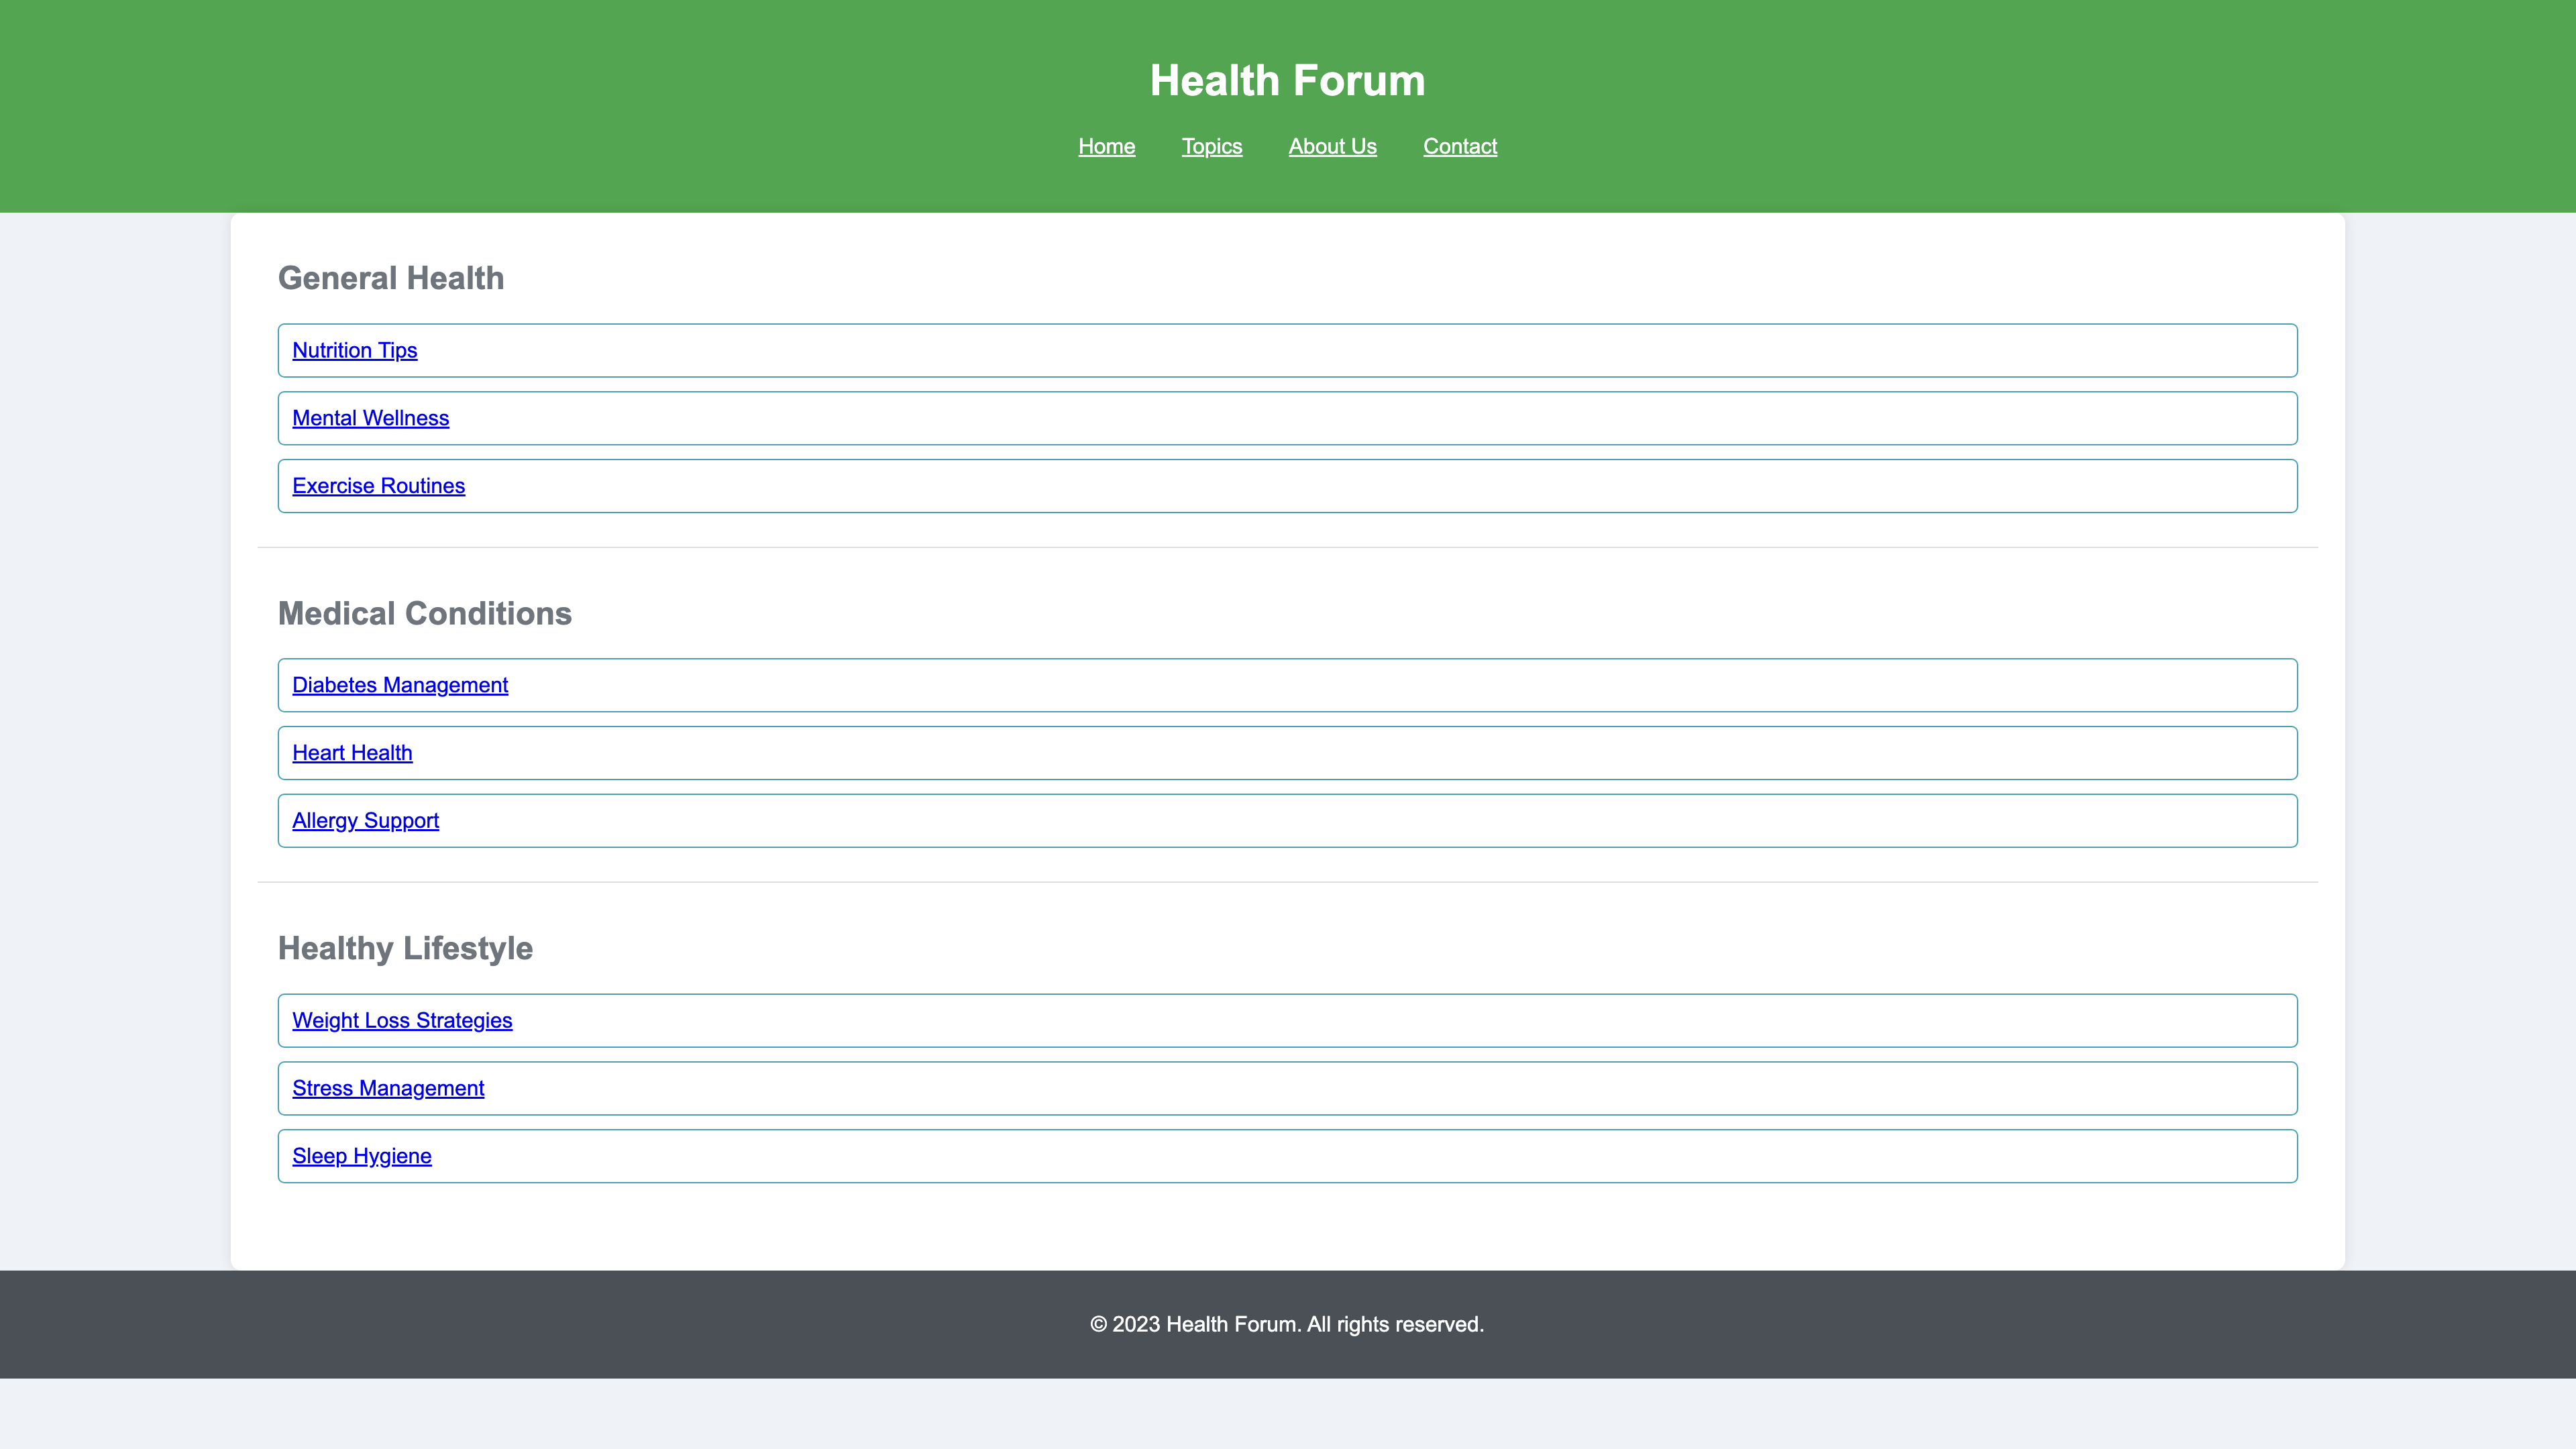 Health Forum
Home Topics About Us Contact
General Health
Nutrition Tips
Mental Wellness
Exercise Routines
Medical Conditions
Diabetes Management
Heart Health
Allergy Support
Healthy Lifestyle
Weight Loss Strategies
Stress Management
Sleep Hygiene
© 2023 Health Forum. All rights reserved.